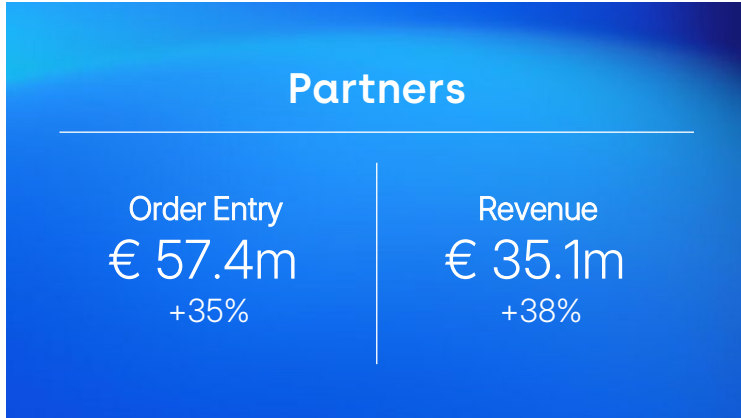 Partners
Order Entry
€ 57.4m
+35%
Revenue
€ 35.1m
+38%